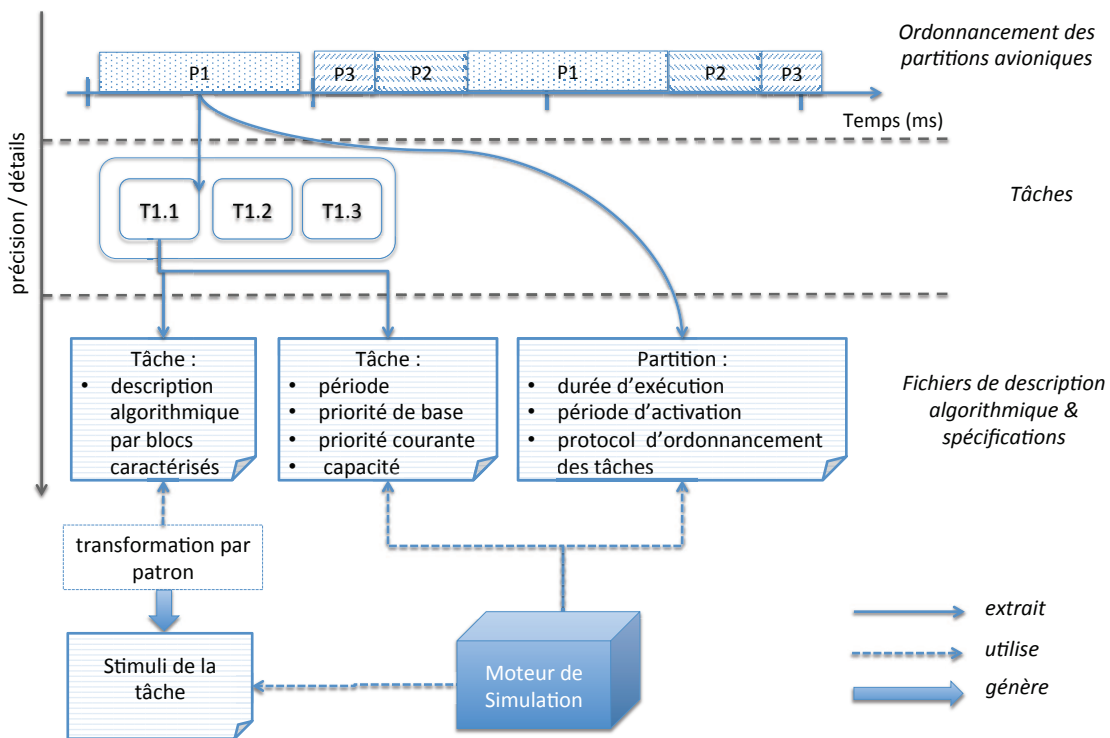 Ordonnancement des
partitions avioniques
P1
P3
P2
P1
P2
P3
Temps (ms)
précision / détails
T1.1
T1.2
T1.3
Tâches
Tâche :
• description
algorithmique
par blocs
caractérisés
Tâche :
• période
• priorité de base
• priorité courante
• capacité
Partition :
• durée d'exécution
• période d'activation
• protocol d'ordonnancement
des tâches
Fichiers de description
algorithmique &
spécifications
transformation par
patron
Stimuli de la
tâche
Moteur de
Simulation
extrait
utilise
génère